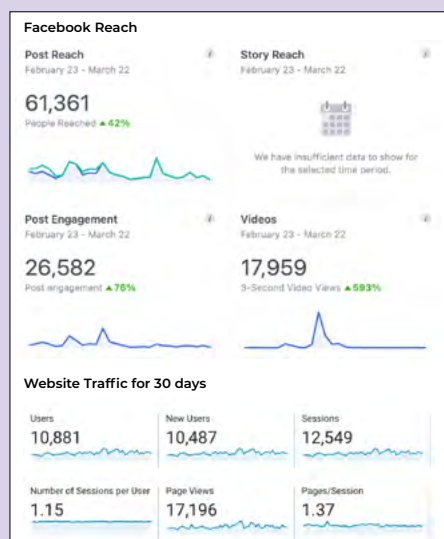 Facebook Reach
Post Reach
February 23 - March 22
61,361
People Reached ▲ 42%
Story Reach
February 23 - March 22
We have insufficient data to show for
the selected time period.
Post Engagement
February 23 - March 22
26,582
Post engagement ▲ 76%
Videos
February 23 - March 22
17,959
3-Second Video Views ▲ 593%
Website Traffic for 30 days
Users
10,881
New Users
10,487
Sessions
12,549
Number of Sessions per User
1.15
Page Views
17,196
Pages/Session
1.37